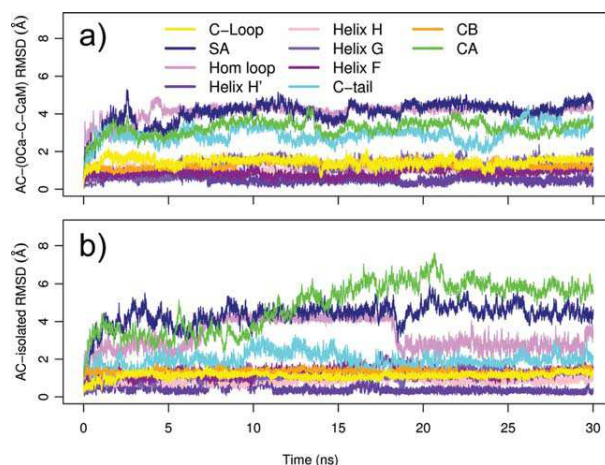 a)
C-Loop
SA
Hom loop
Helix H'
Helix H
Helix G
Helix F
C-tail
CB
CA
AC-(0Ca-C-CaM) RMSD (Å)
8
6
4
2
0
b)
AC-isolated RMSD (Å)
8
6
4
2
0
0 5 10 15 20 25 30
Time (ns)